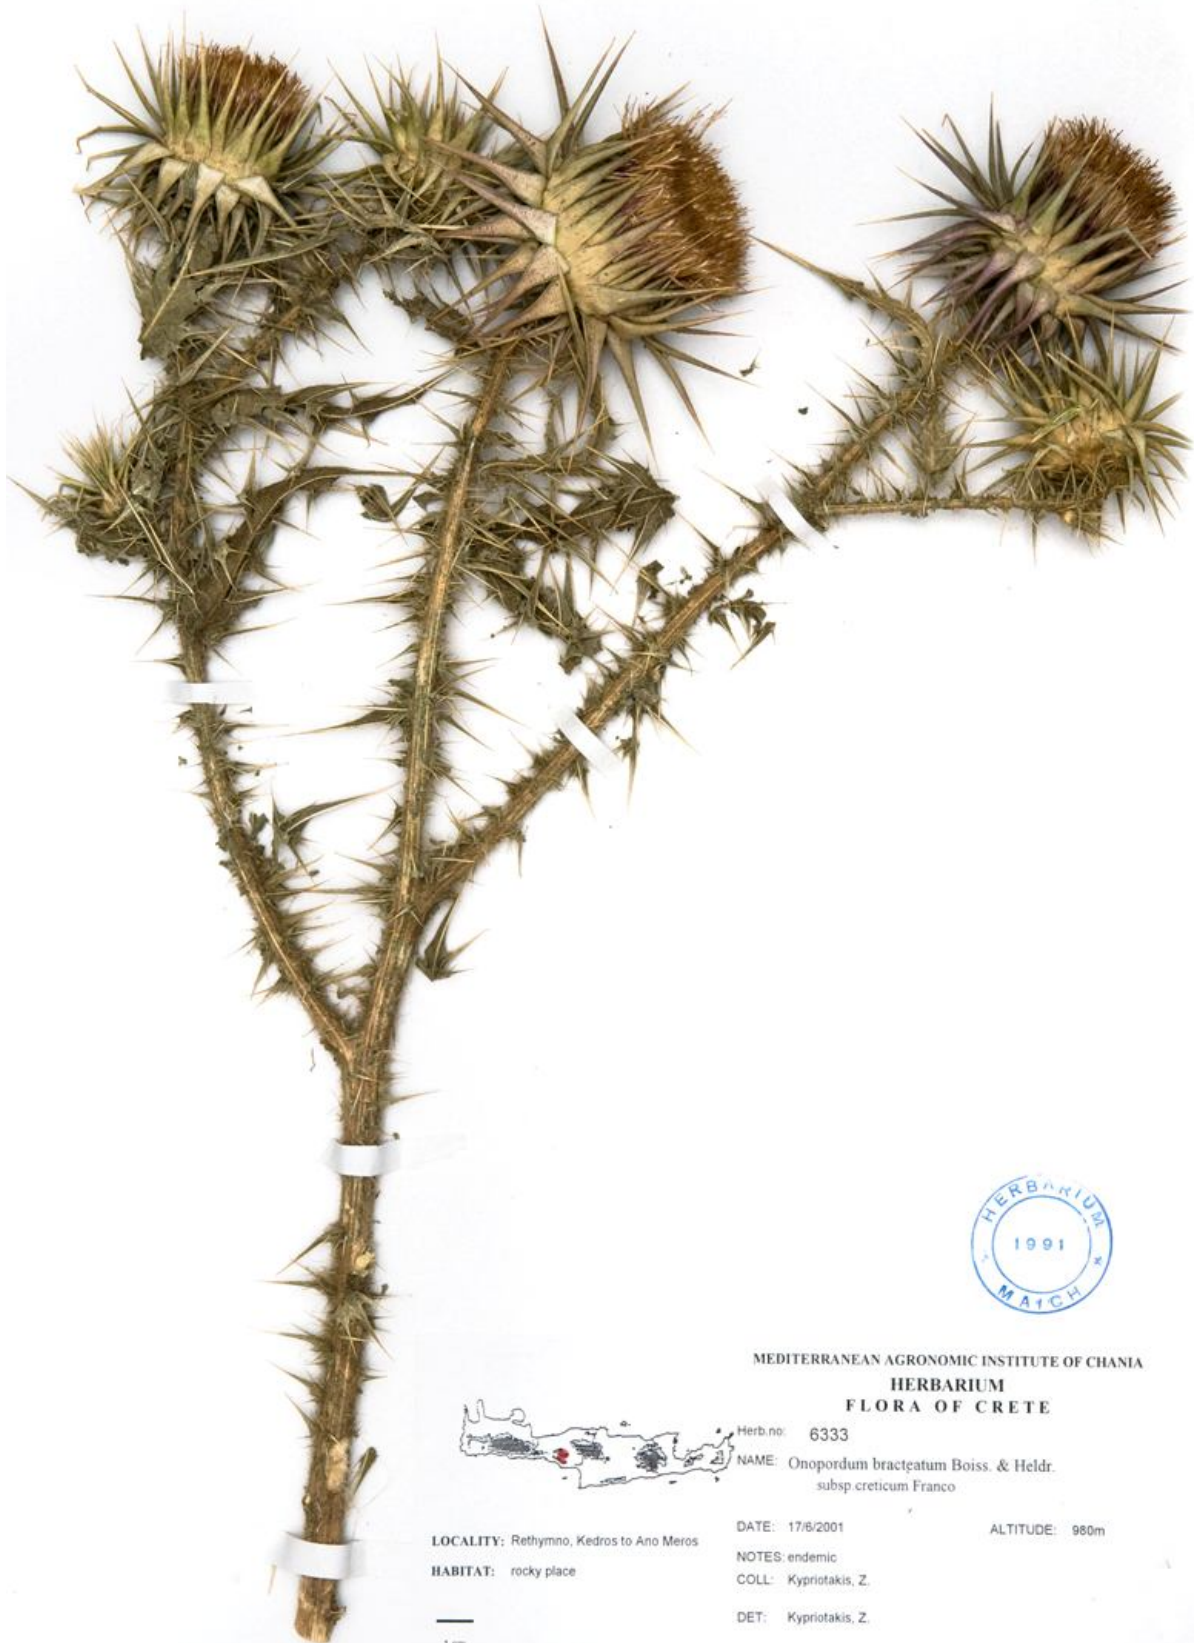 HERBARIUM
1991
MAICH
MEDITERRANEAN AGRONOMIC INSTITUTE OF CHANIA
HERBARIUM
FLORA OF CRETE
Herb.no: 6333
NAME: Onopordum bracteatum Boiss. & Heldr.
subsp.creticum Franco
DATE: 17/6/2001 ALTITUDE: 980m
LOCALITY: Rethymno, Kedros to Ano Meros
NOTES: endemic
HABITAT: rocky place
COLL: Kypriotakis, Z.
DET: Kypriotakis, Z.